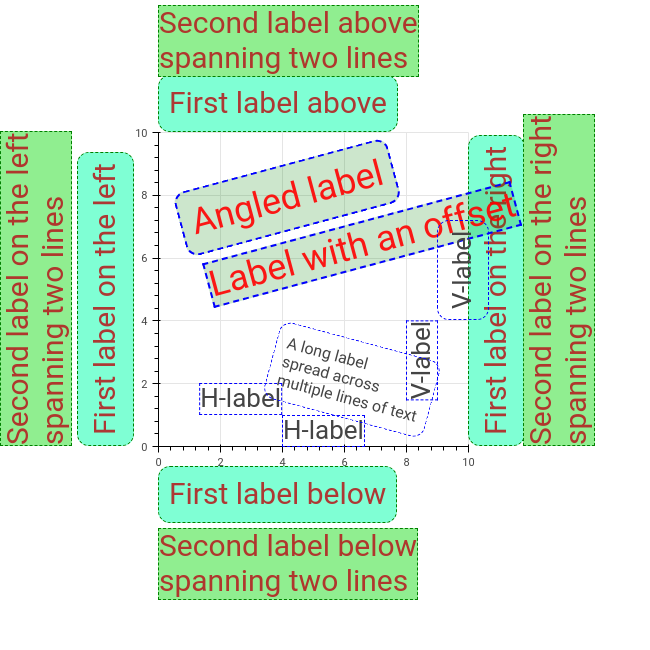 Second label above
spanning two lines
First label above
Second label on the left
spanning two lines
First label on the left
10
8
6
4
2
0
Angled label
Label with an offset
V-label
A long label
spread across
multiple lines of text
V-label
H-label
H-label
0
2
4
6
8
10
First label on the right
Second label on the right
spanning two lines
First label below
Second label below
spanning two lines